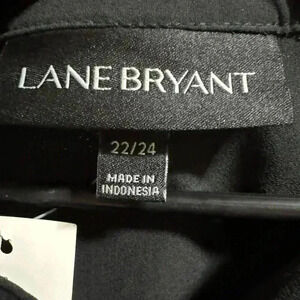 LANE BRYANT
22/24
MADE IN
INDONESIA